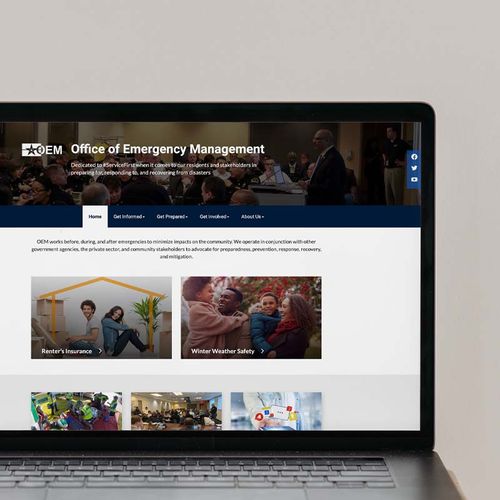 OEM
Office of Emergency Management
Dedicated to #ServiceFirst when it comes to our residents and stakeholders in
preparing for, responding to, and recovering from disasters
Home Get Informed Get Prepared Get Involved About Us
OEM works before, during, and after emergencies to minimize impacts on the community. We operate in conjunction with other
government agencies, the private sector, and community stakeholders to advocate for preparedness, prevention, response, recovery,
and mitigation.
Renter's Insurance
Winter Weather Safety